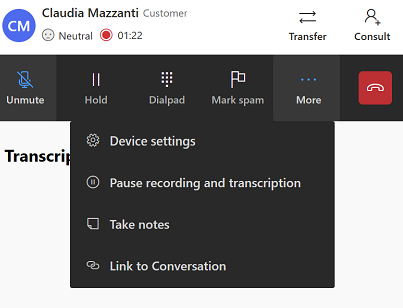 Claudia Mazzanti Customer
CM
Neutral 01:22
Transfer
Consult
Unmute
Hold
Dialpad
Mark spam
More
Device settings
Transcrip
Pause recording and transcription
Take notes
Link to Conversation